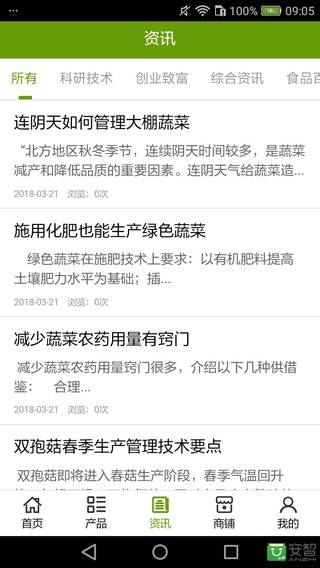 09:05
资讯
所有 科研技术 创业致富 综合资讯 食品百
连阴天如何管理大棚蔬菜
“北方地区秋冬季节，连续阴天时间较多，是蔬菜
减产和降低品质的重要因素。连阴天气给蔬菜造...
2018-03-21 浏览：0次
施用化肥也能生产绿色蔬菜
绿色蔬菜在施肥技术上要求：以有机肥料提高
土壤肥力水平为基础；插...
2018-03-21 浏览：0次
减少蔬菜农药用量有窍门
减少蔬菜农药用量窍门很多，介绍以下几种供借
鉴： 合理...
2018-03-21 浏览：0次
双孢菇春季生产管理技术要点
双孢菇即将进入春菇生产阶段，春季气温回升
首页 产品 资讯 商铺 我的
安智
ANZHI